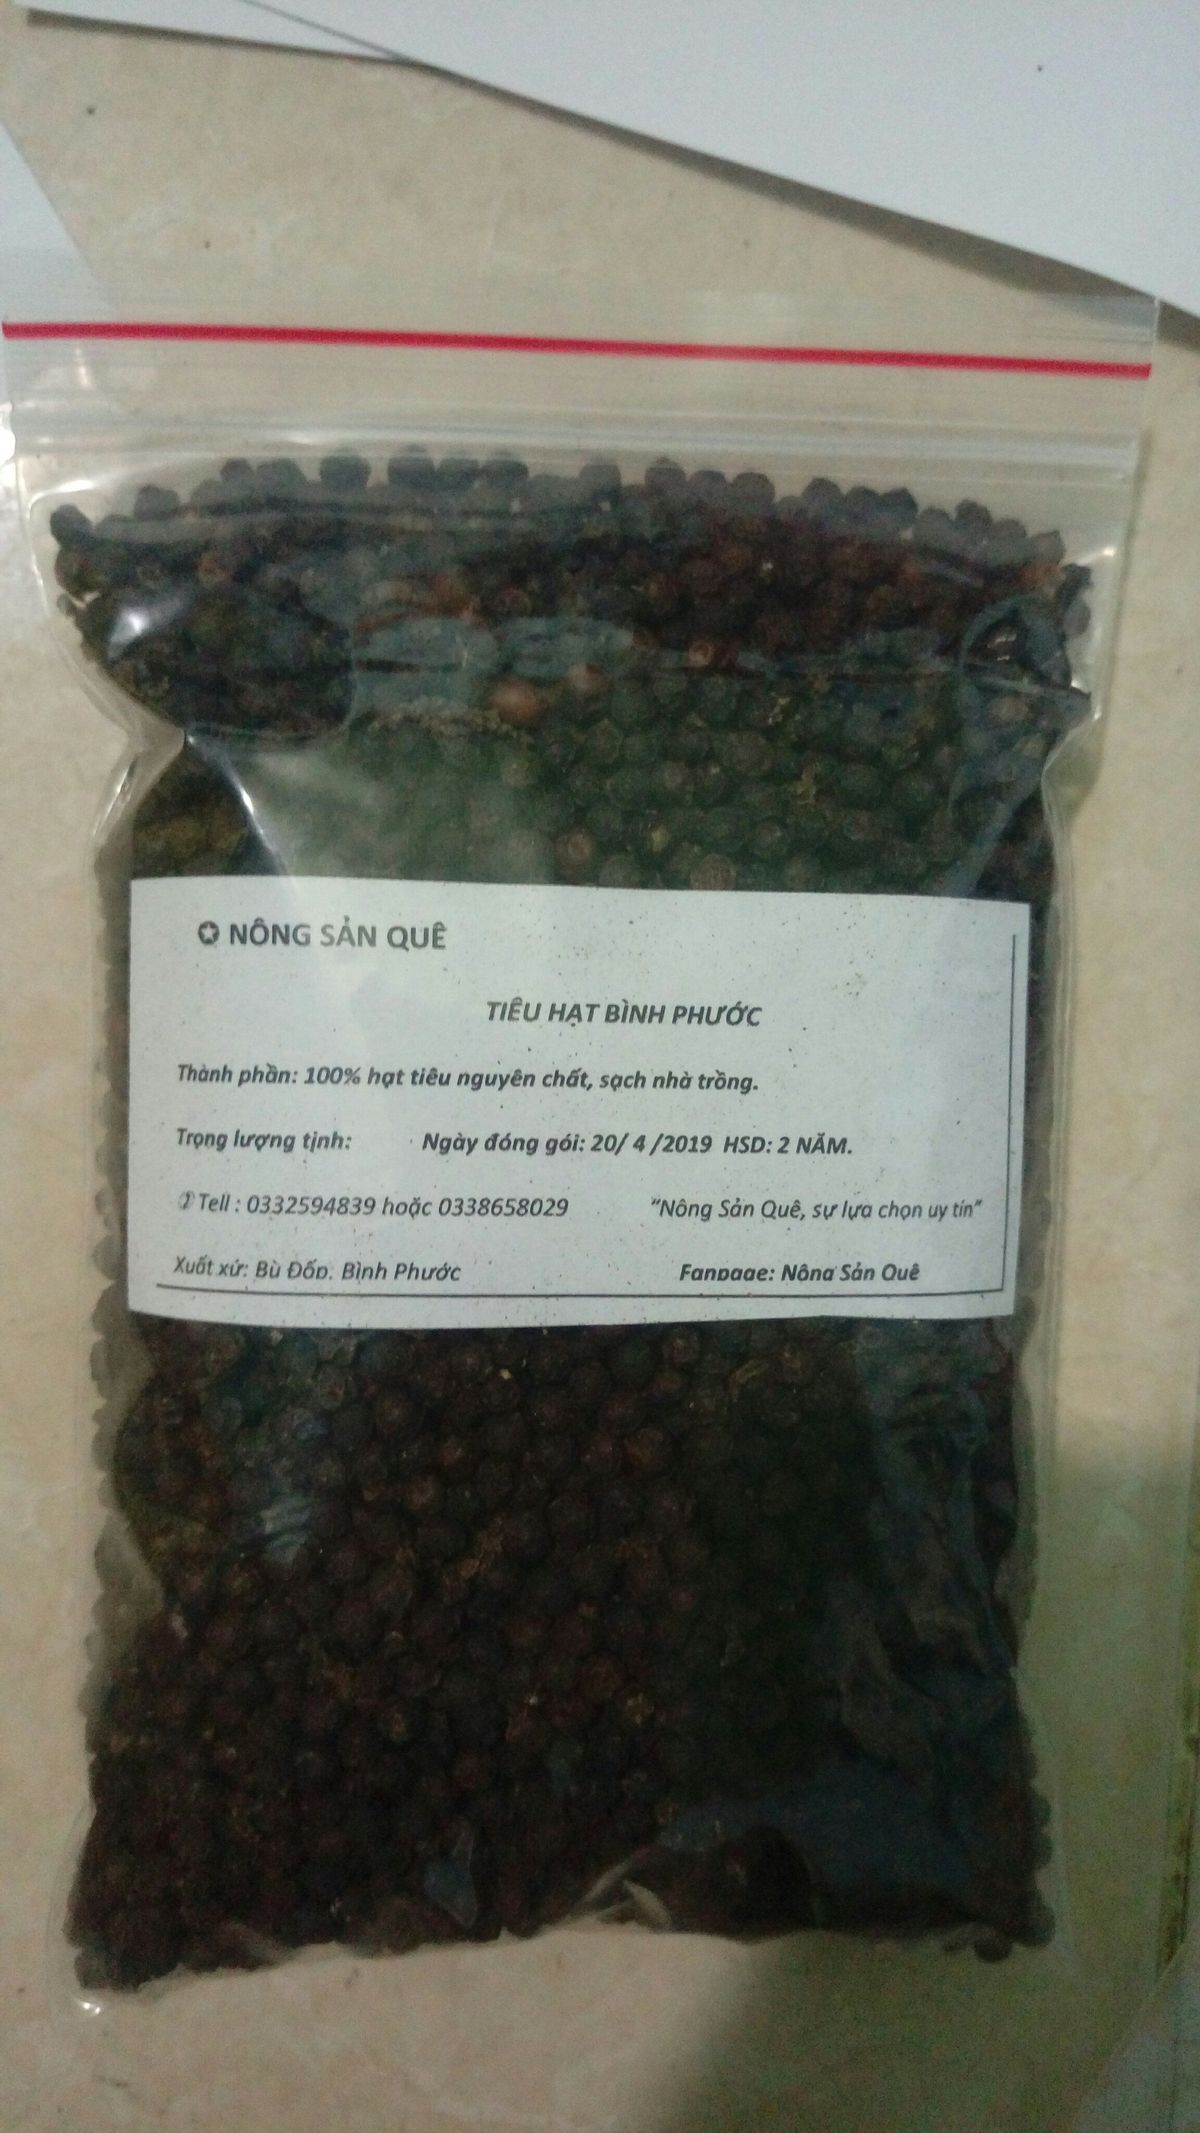 ✪ NÔNG SẢN QUÊ
TIÊU HẠT BÌNH PHƯỚC
Thành phần: 100% hạt tiêu nguyên chất, sạch nhà trồng.
Trọng lượng tịnh: Ngày đóng gói: 20/ 4 /2019 HSD: 2 NĂM.
✆ Tell : 0332594839 hoặc 0338658029 "Nông Sản Quê, sự lựa chọn uy tín"
Xuất xứ: Bù Đốp. Bình Phước Fanpage: Nông Sản Quê